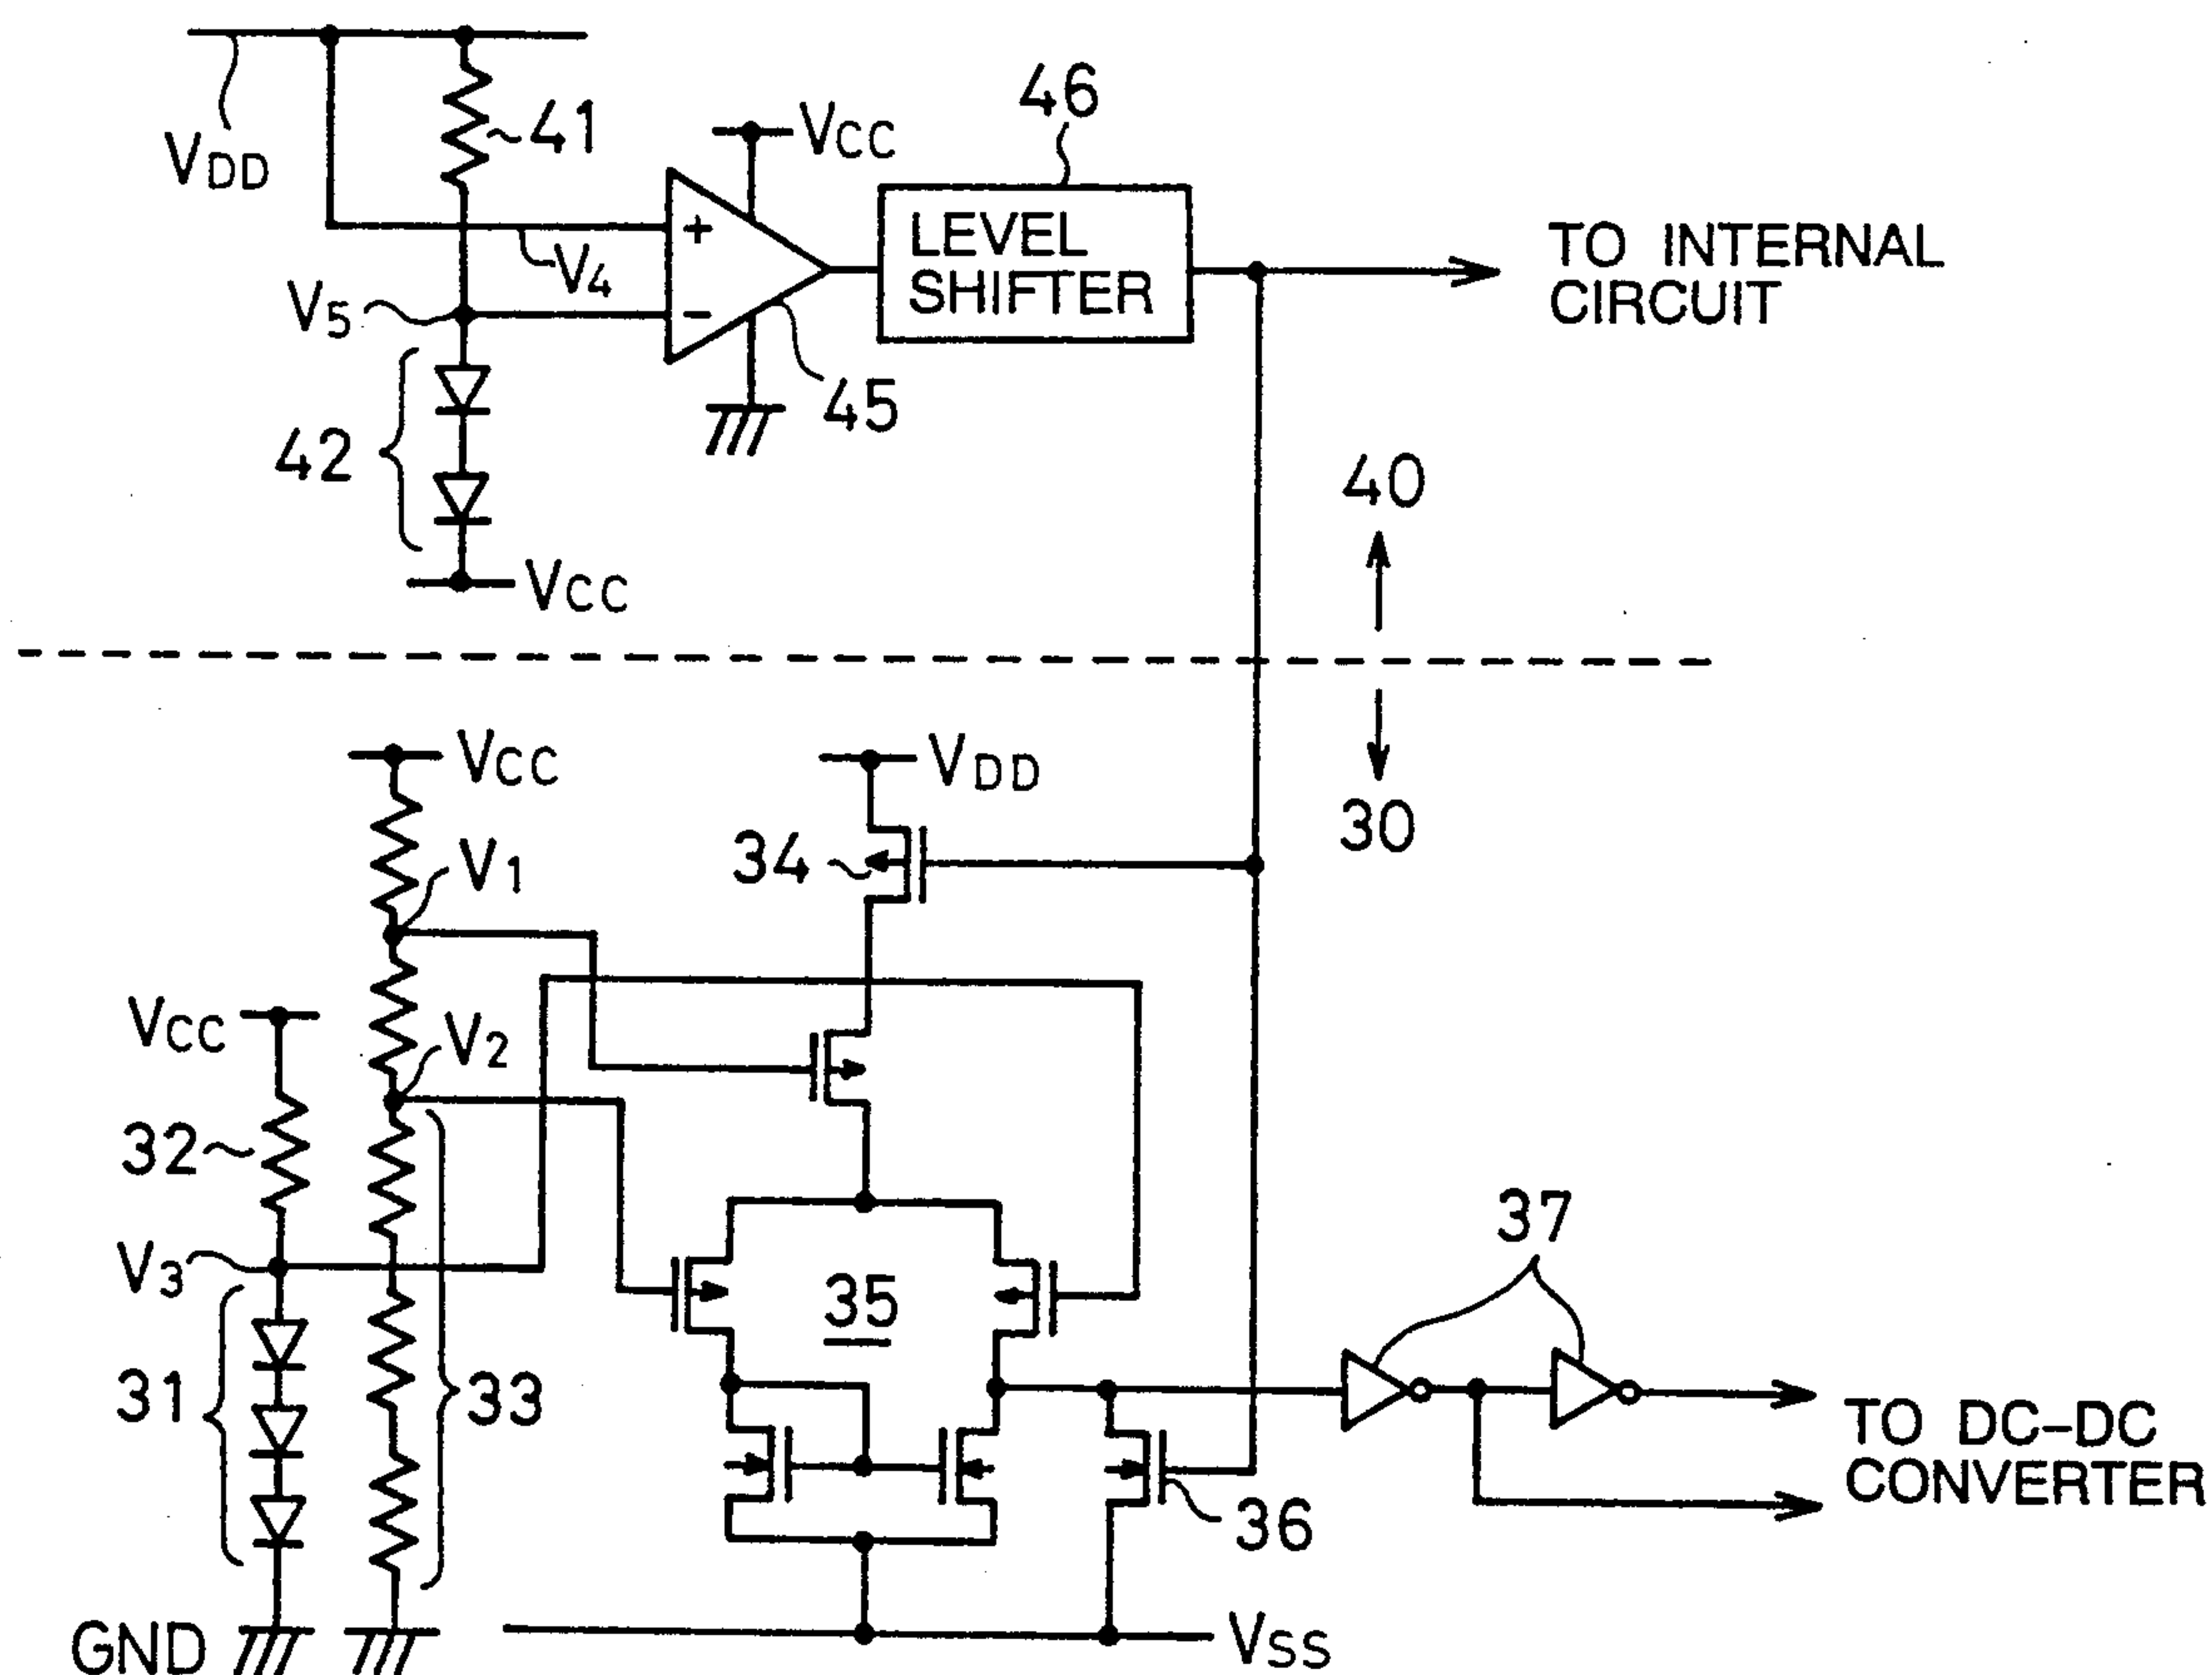 46
VCC
41
VDD
+
LEVEL
SHIFTER
TO INTERNAL
CIRCUIT
V4
V5
-
45
42
40
VCC
30
VCC
VDD
34
V1
VCC
V2
32
37
V3
35
31
33
TO DC-DC
CONVERTER
36
GND
VSS